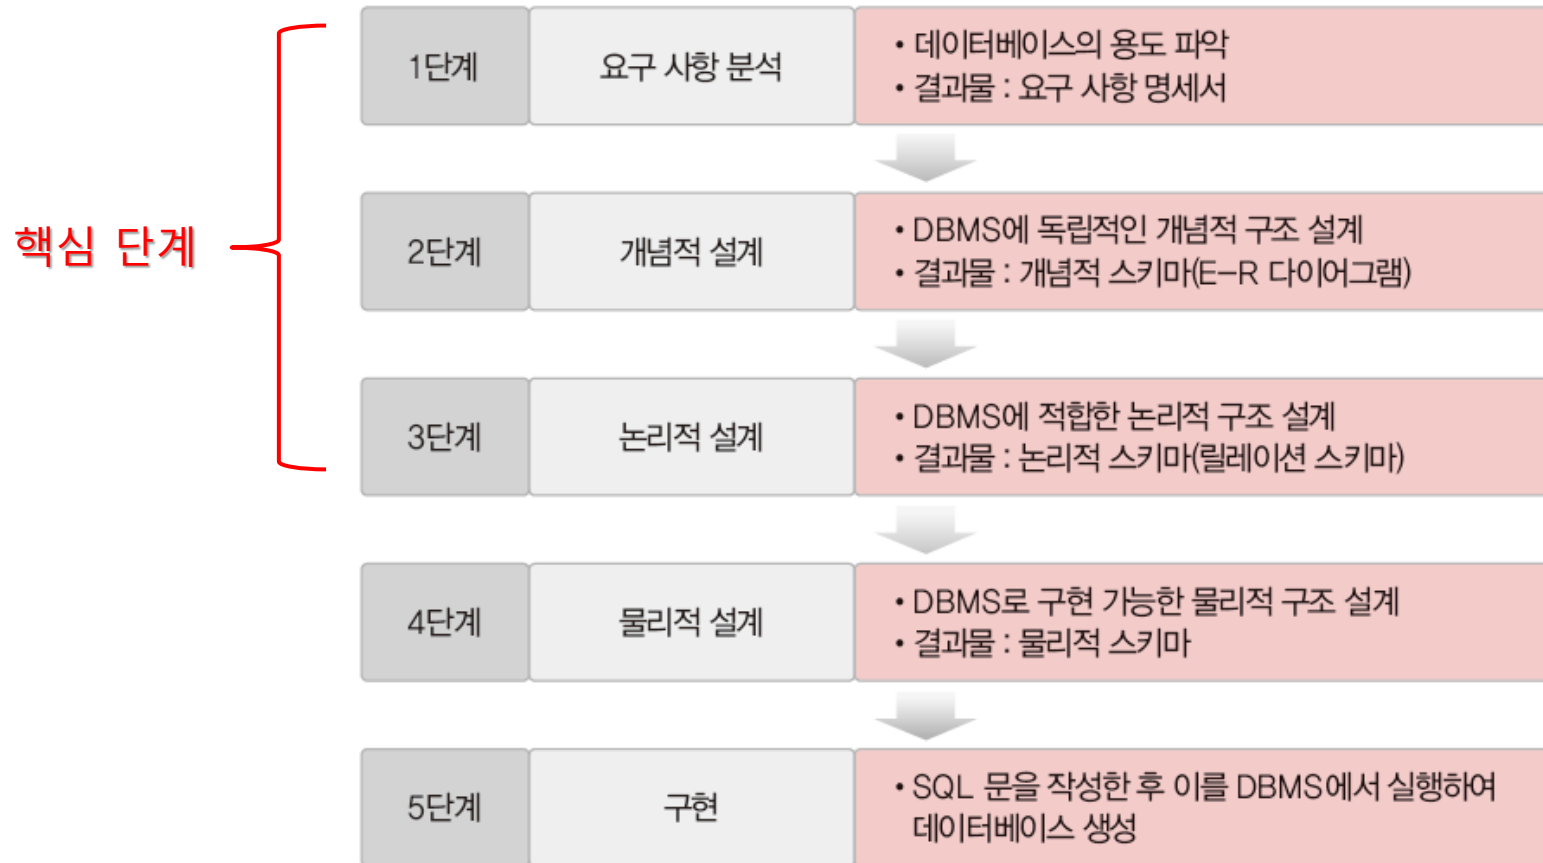 핵심 단계
1단계
요구 사항 분석
• 데이터베이스의 용도 파악
• 결과물 : 요구 사항 명세서
2단계
개념적 설계
• DBMS에 독립적인 개념적 구조 설계
• 결과물 : 개념적 스키마(E-R 다이어그램)
3단계
논리적 설계
• DBMS에 적합한 논리적 구조 설계
• 결과물 : 논리적 스키마(릴레이션 스키마)
4단계
물리적 설계
• DBMS로 구현 가능한 물리적 구조 설계
• 결과물 : 물리적 스키마
5단계
구현
• SQL 문을 작성한 후 이를 DBMS에서 실행하여
데이터베이스 생성